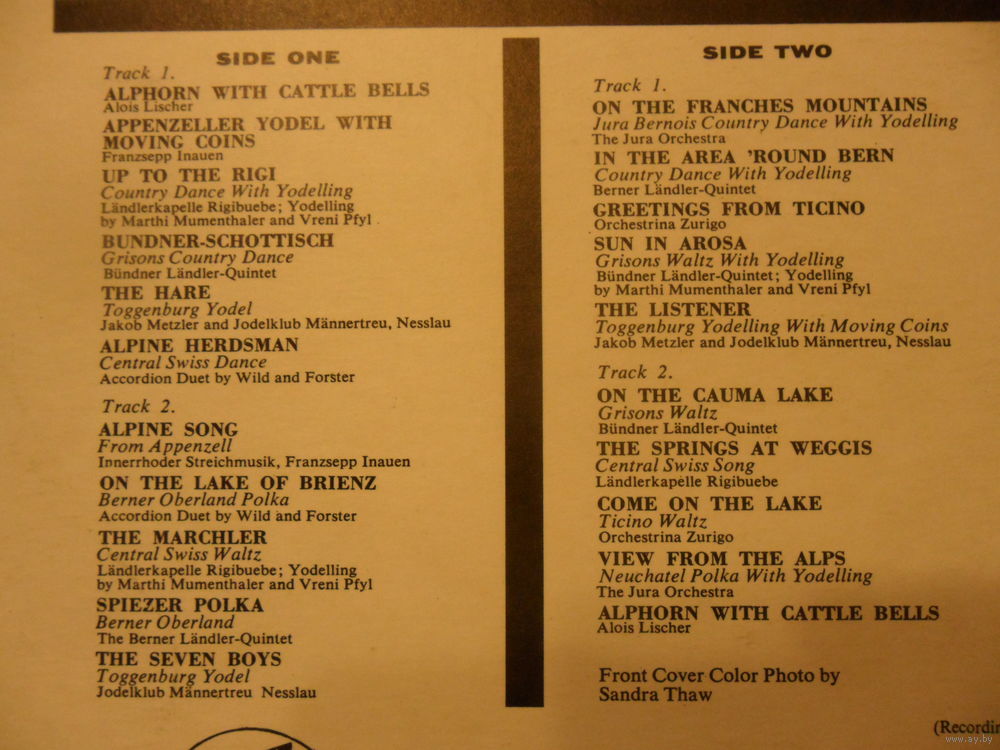 SIDE ONE
Track 1.
ALPHORN WITH CATTLE BELLS
Alois Lischer
APPENZELLER YODEL WITH
MOVING COINS
Franzsepp Inauen
UP TO THE RIGI
Country Dance With Yodelling
Ländlerkapelle Rigibuebe; Yodelling
by Marthi Mumenthaler and Vreni Pfyl
BUNDNER-SCHOTTISCH
Grisons Country Dance
Bündner Ländler-Quintet
THE HARE
Toggenburg Yodel
Jakob Metzler and Jodelklub Männertreu, Nesslau
ALPINE HERDSMAN
Central Swiss Dance
Accordion Duet by Wild and Forster
Track 2.
ALPINE SONG
From Appenzell
Innerrhoder Streichmusik, Franzsepp Inauen
ON THE LAKE OF BRIENZ
Berner Oberland Polka
Accordion Duet by Wild and Forster
THE MARCHLER
Central Swiss Waltz
Ländlerkapelle Rigibuebe; Yodelling
by Marthi Mumenthaler and Vreni Pfyl
SPIEZER POLKA
Berner Oberland
The Berner Ländler-Quintet
THE SEVEN BOYS
Toggenburg Yodel
Jodelklub Männertreu Nesslau
SIDE TWO
Track 1.
ON THE FRANCHES MOUNTAINS
Jura Bernois Country Dance With Yodelling
The Jura Orchestra
IN THE AREA 'ROUND BERN
Country Dance With Yodelling
Berner Ländler-Quintet
GREETINGS FROM TICINO
Orchestrina Zurigo
SUN IN AROSA
Grisons Waltz With Yodelling
Bündner Ländler-Quintet; Yodelling
by Marthi Mumenthaler and Vreni Pfyl
THE LISTENER
Toggenburg Yodelling With Moving Coins
Jakob Metzler and Jodelklub Männertreu, Nesslau
Track 2.
ON THE CAUMA LAKE
Grisons Waltz
Bündner Ländler-Quintet
THE SPRINGS AT WEGGIS
Central Swiss Song
Ländlerkapelle Rigibuebe
COME ON THE LAKE
Ticino Waltz
Orchestrina Zurigo
VIEW FROM THE ALPS
Neuchatel Polka With Yodelling
The Jura Orchestra
ALPHORN WITH CATTLE BELLS
Alois Lischer
Front Cover Color Photo by
Sandra Thaw
(Recordin
www.ay.by